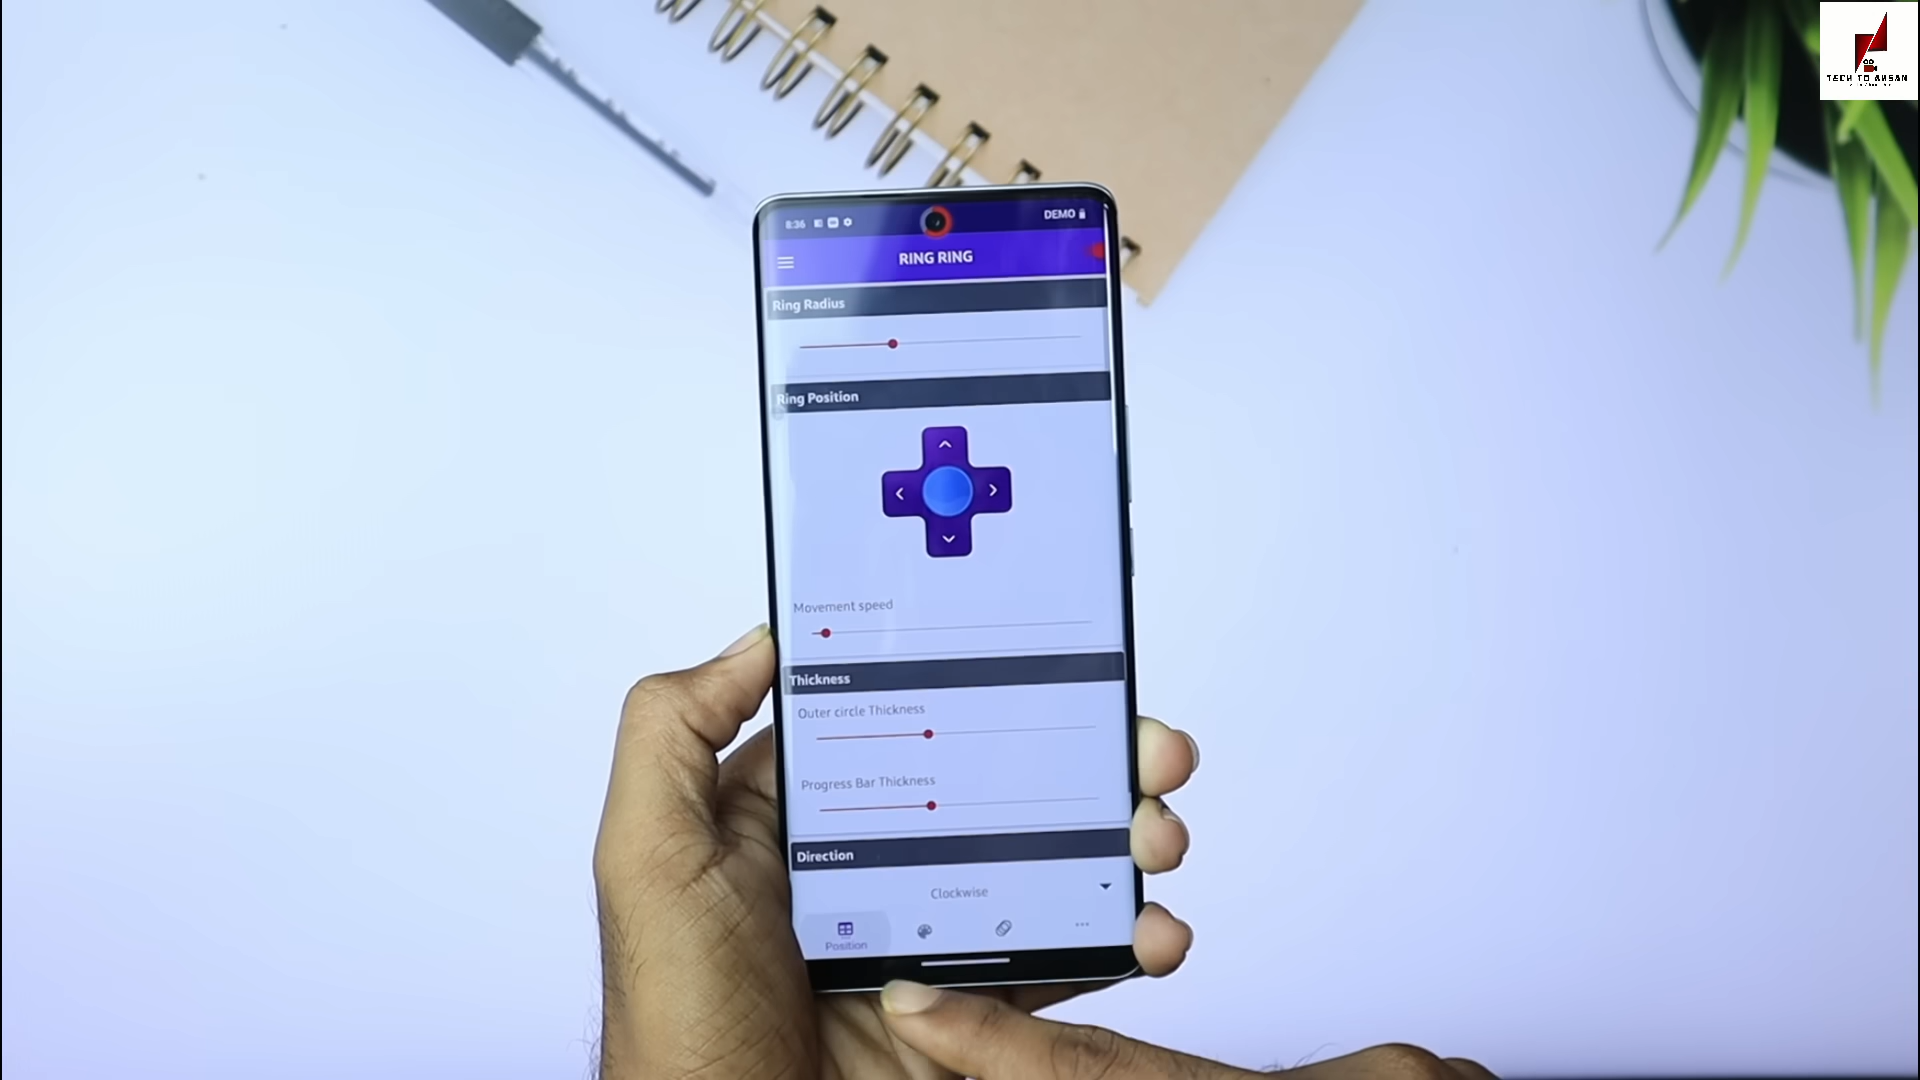 TECH TO AHSAN
8:36
DEMO
RING RING
Ring Radius
Ring Position
Movement speed
Thickness
Outer circle Thickness
Progress Bar Thickness
Direction
Clockwise
Position